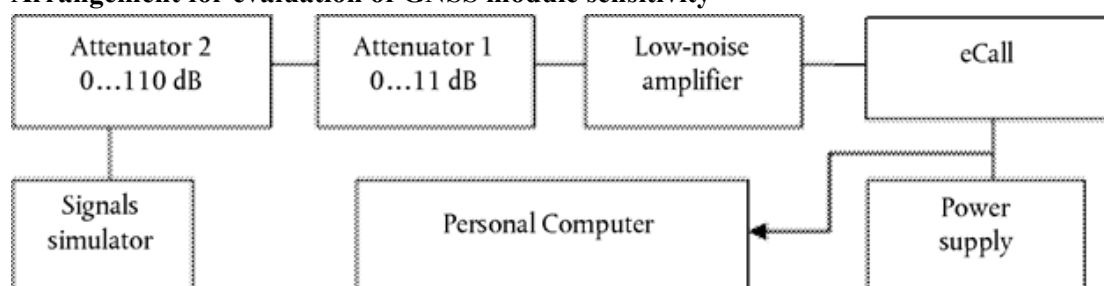 Arrangement for evaluation of GNSS module sensitivity
Attenuator 2
0...110 dB
Attenuator 1
0...11 dB
Low-noise
amplifier
eCall
Signals
simulator
Personal Computer
Power
supply